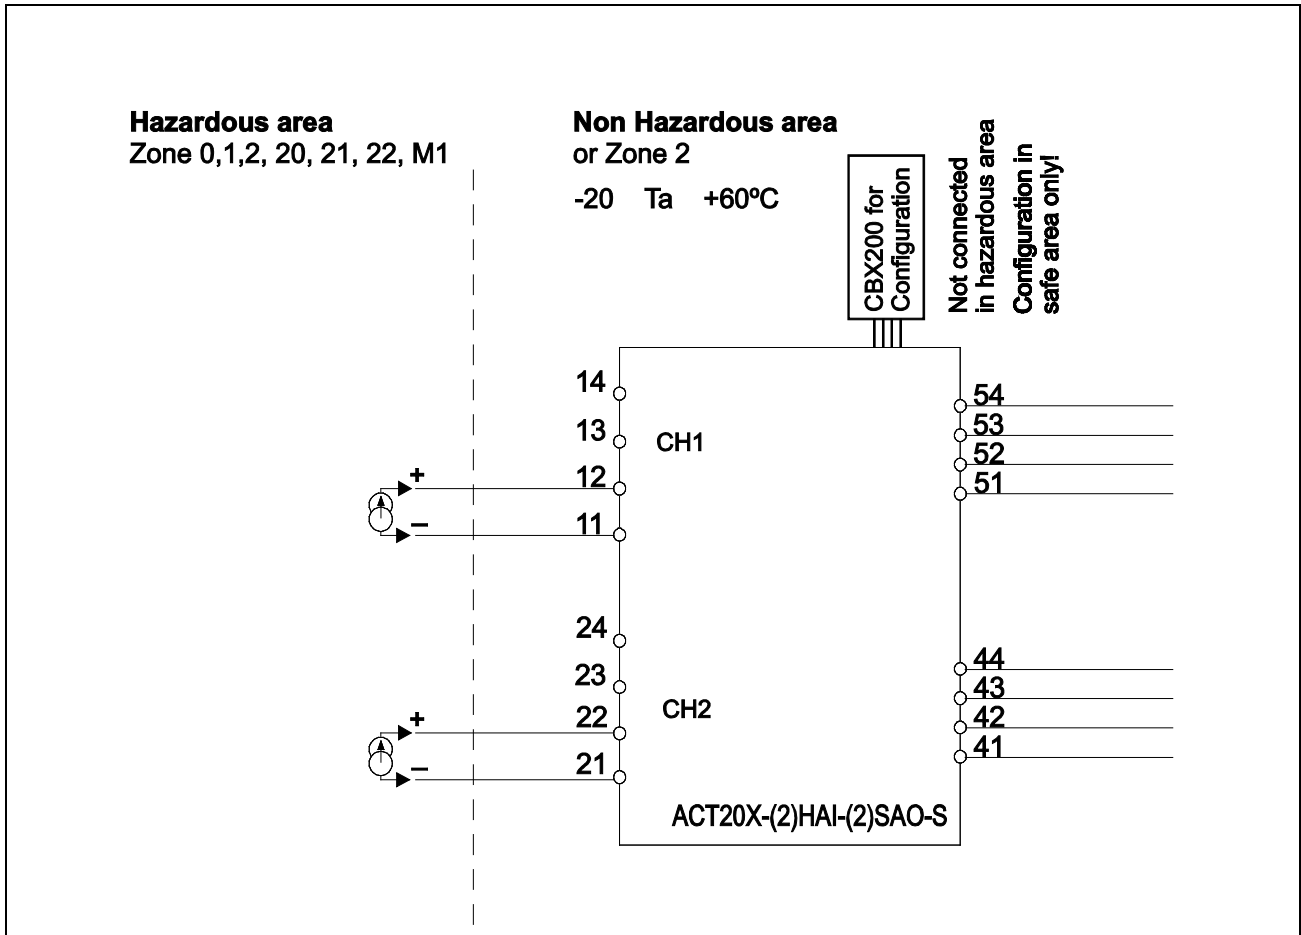 Hazardous area
Zone 0,1,2, 20, 21, 22, M1
Non Hazardous area
or Zone 2
-20 Ta +60ºC
CBX200 for
Configuration
Not connected
in hazardous area
Configuration in
safe area only!
14
13
CH1
12
+
11
–
24
23
CH2
22
+
21
–
54
53
52
51
44
43
42
41
ACT20X-(2)HAI-(2)SAO-S